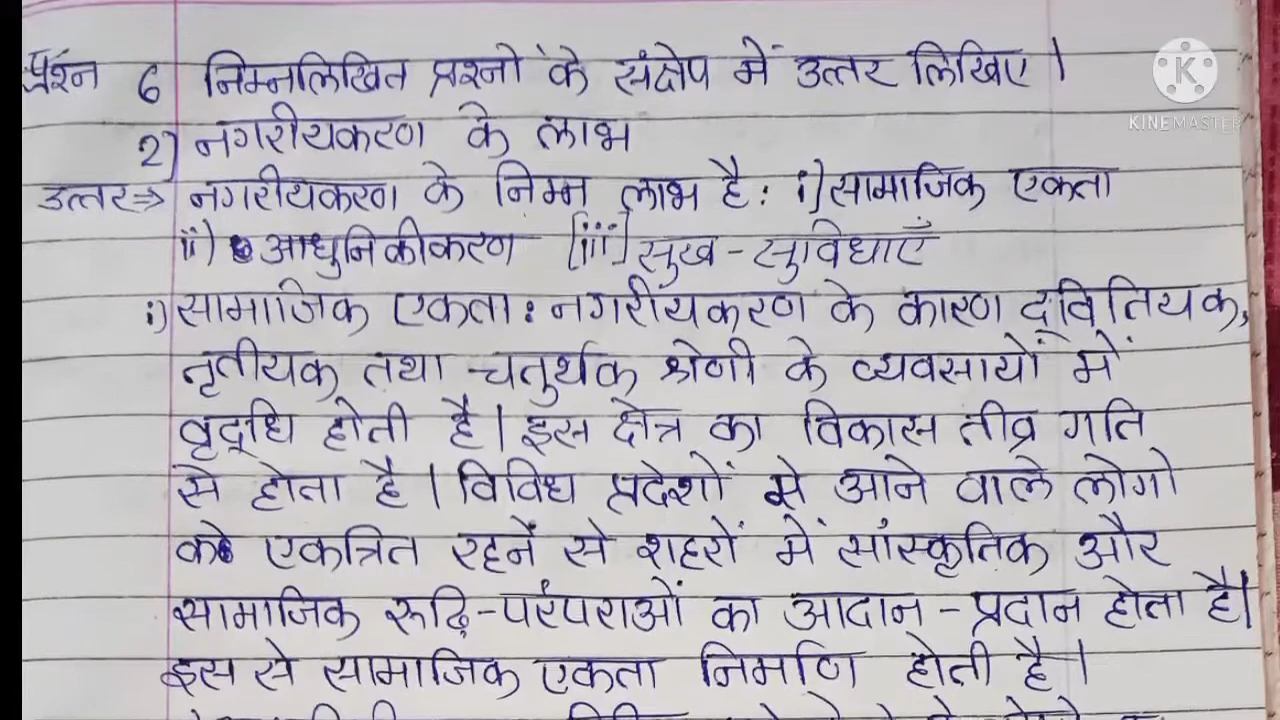 प्रश्न 6 निम्नलिखित प्रश्नों के संक्षेप में उत्तर लिखिए।
2) नगरीयकरण के लाभ
उत्तर⇒ नगरीयकरण के निम्न लाभ है: i) सामाजिक एकता
ii) आधुनिकीकरण [iii] सुख-सुविधाएँ
i) सामाजिक एकता: नगरीयकरण के कारण द्वितियक,
तृतीयक तथा चतुर्थक श्रेणी के व्यवसायों में
वृद्धि होती है। इस क्षेत्र का विकास तीव्र गति
से होता है। विविध प्रदेशों से आने वाले लोगो
के एकत्रित रहनें से शहरों में सांस्कृतिक और
सामाजिक रूढ़ि-परंपराओं का आदान-प्रदान होता है।
इस से सामाजिक एकता निर्माण होती है।
K
KINEMASTER